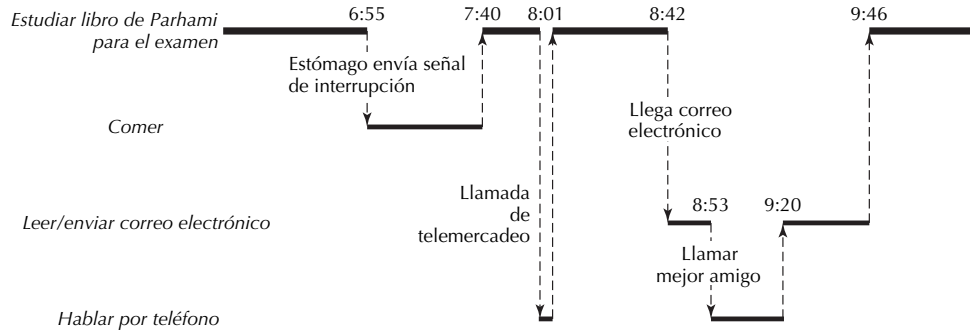 6:55
7:40
8:01
8:42
9:46
Estudiar libro de Parhami
para el examen
Estómago envía señal
de interrupción
Comer
Llega correo
electrónico
Llamada
de
telemercadeo
8:53
9:20
Leer/enviar correo electrónico
Llamar
mejor amigo
Hablar por teléfono